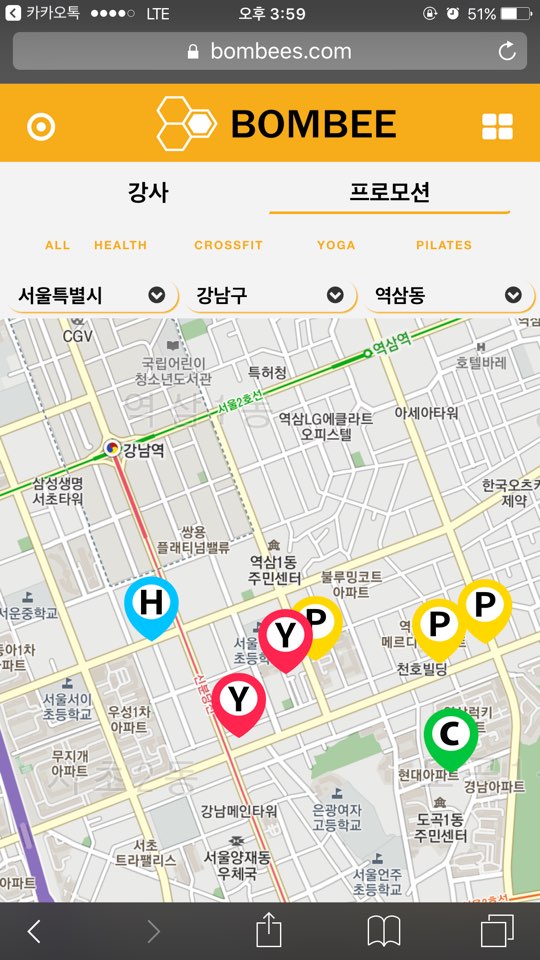 카카오톡 LTE 오후 3:59 51%
bombees.com
BOMBEE
강사 프로모션
ALL HEALTH CROSSFIT YOGA PILATES
서울특별시 강남구 역삼동
CGV
국립어린이
청소년도서관
특허청
역삼역
호텔바레
역삼1동
서울2호선
역삼LG에클라트
오피스텔
아세아타워
강남역
삼성생명
서초타워
한국오츠카
제약
쌍용
플래티넘밸류
역삼1동
주민센터
불루밍코트
아파트
H
Y
P
P
P
서운중학교
초등학교
천호빌딩
동아1차
아파트
서울서이
초등학교
우성1차
아파트
Y
신분당선
C
무지개
아파트
서초2동
현대아파트
경남아파트
강남메인타워
은광여자
고등학교
도곡1동
주민센터
서초
트라팰리스
서울양재동
우체국
서울언주
초등학교
아파트